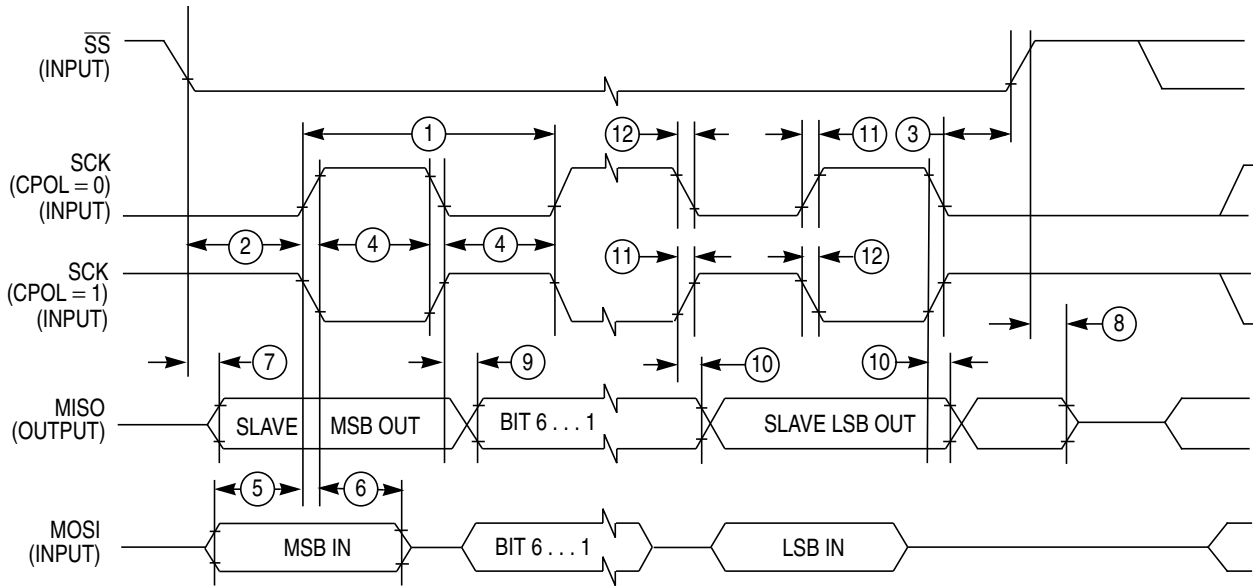 SS
(INPUT)
1
12
11
3
SCK
(CPOL = 0)
(INPUT)
2
4
4
11
12
SCK
(CPOL = 1)
(INPUT)
7
9
10
10
8
MISO
(OUTPUT)
SLAVE MSB OUT
BIT 6 . . . 1
SLAVE LSB OUT
5
6
MOSI
(INPUT)
MSB IN
BIT 6 . . . 1
LSB IN